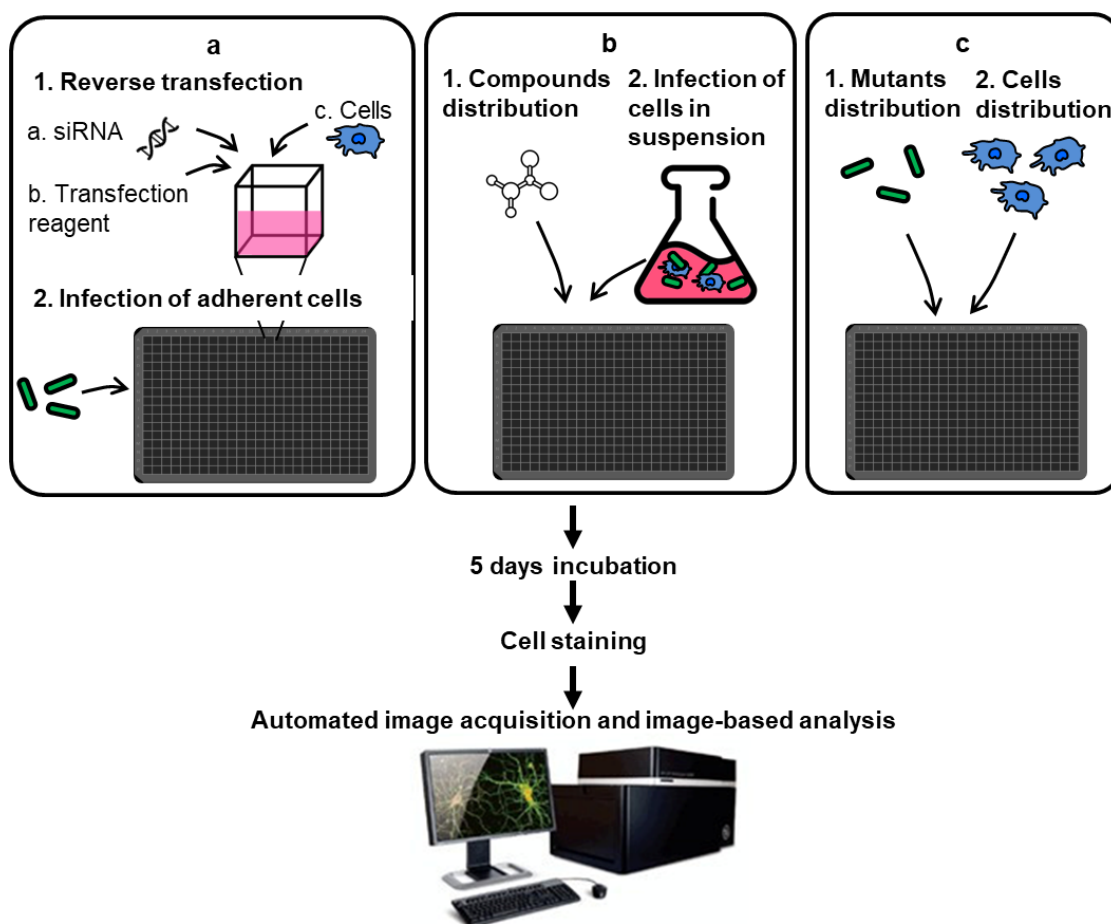 a
1. Reverse transfection
a. siRNA
c. Cells
b. Transfection
reagent
2. Infection of adherent cells
b
1. Compounds
distribution
2. Infection of
cells in
suspension
c
1. Mutants
distribution
2. Cells
distribution
5 days incubation
Cell staining
Automated image acquisition and image-based analysis